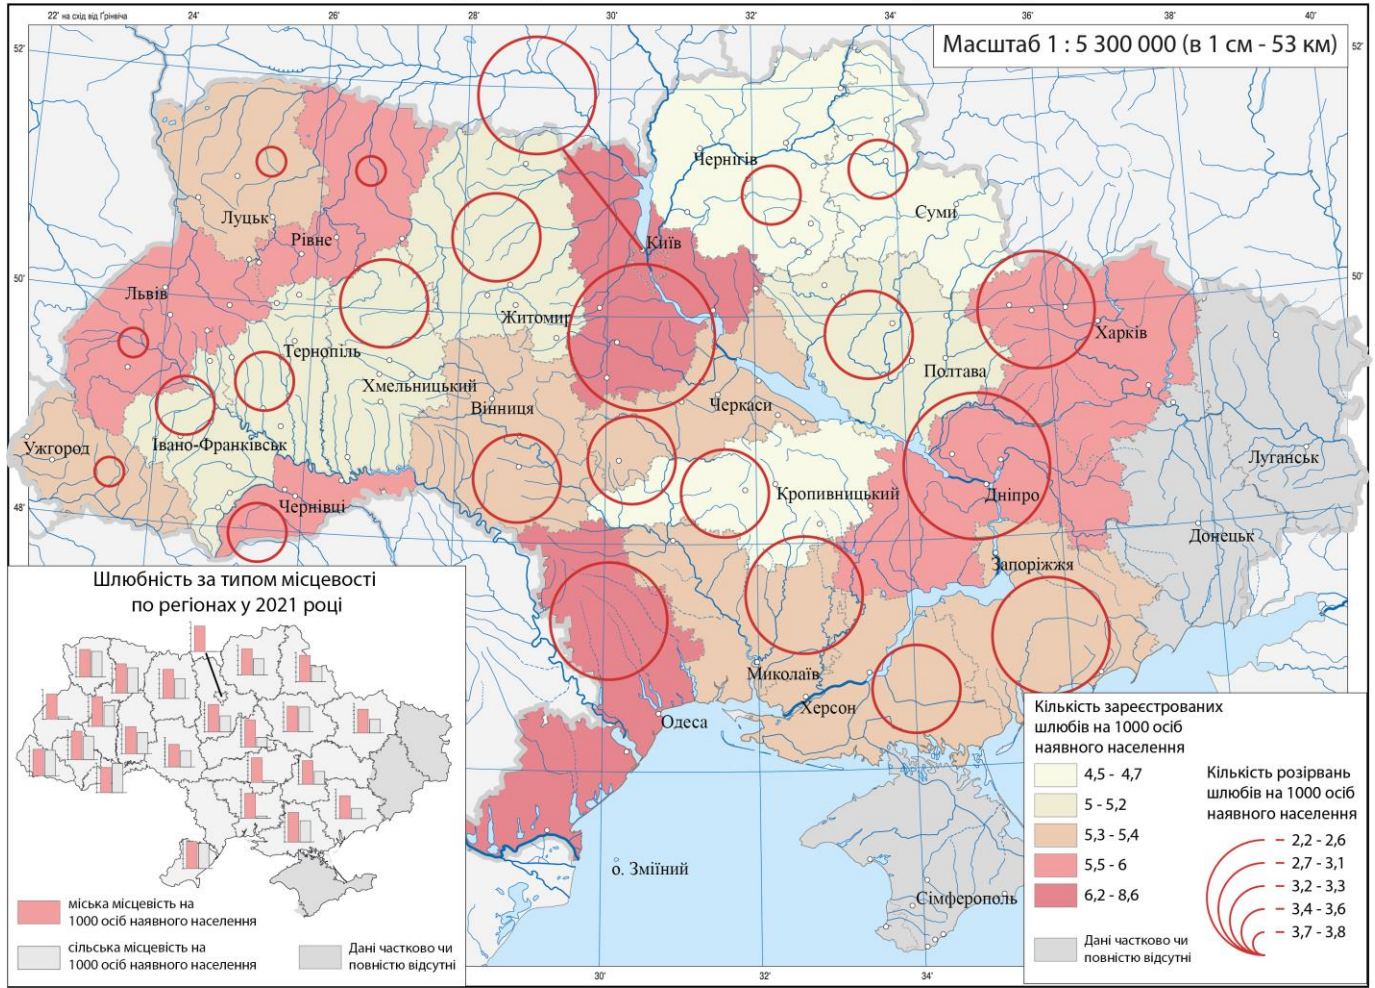 22' на схід від Ґрінвіча
24'
26'
28'
30'
32'
34'
36'
38'
40'
52'
52'
Масштаб 1 : 5 300 000 (в 1 см - 53 км)
Чернігів
Луцьк
Суми
Рівне
Київ
50'
50'
Львів
Житомир
Харків
Тернопіль
Хмельницький
Полтава
Вінниця
Черкаси
Ужгород
Івано-Франківськ
Луганськ
Кропивницький
Дніпро
48'
Чернівці
Донецьк
Запоріжжя
Миколаїв
Херсон
Одеса
о. Зміїний
Сімферополь
Шлюбність за типом місцевості
по регіонах у 2021 році
міська місцевість на
1000 осіб наявного населення
сільська місцевість на
1000 осіб наявного населення
Дані частково чи
повністю відсутні
Кількість зареєстрованих
шлюбів на 1000 осіб
наявного населення
4,5 - 4,7
5 - 5,2
5,3 - 5,4
5,5 - 6
6,2 - 8,6
Дані частково чи
повністю відсутні
Кількість розірвань
шлюбів на 1000 осіб
наявного населення
2,2 - 2,6
2,7 - 3,1
3,2 - 3,3
3,4 - 3,6
3,7 - 3,8
30'
32'
34'